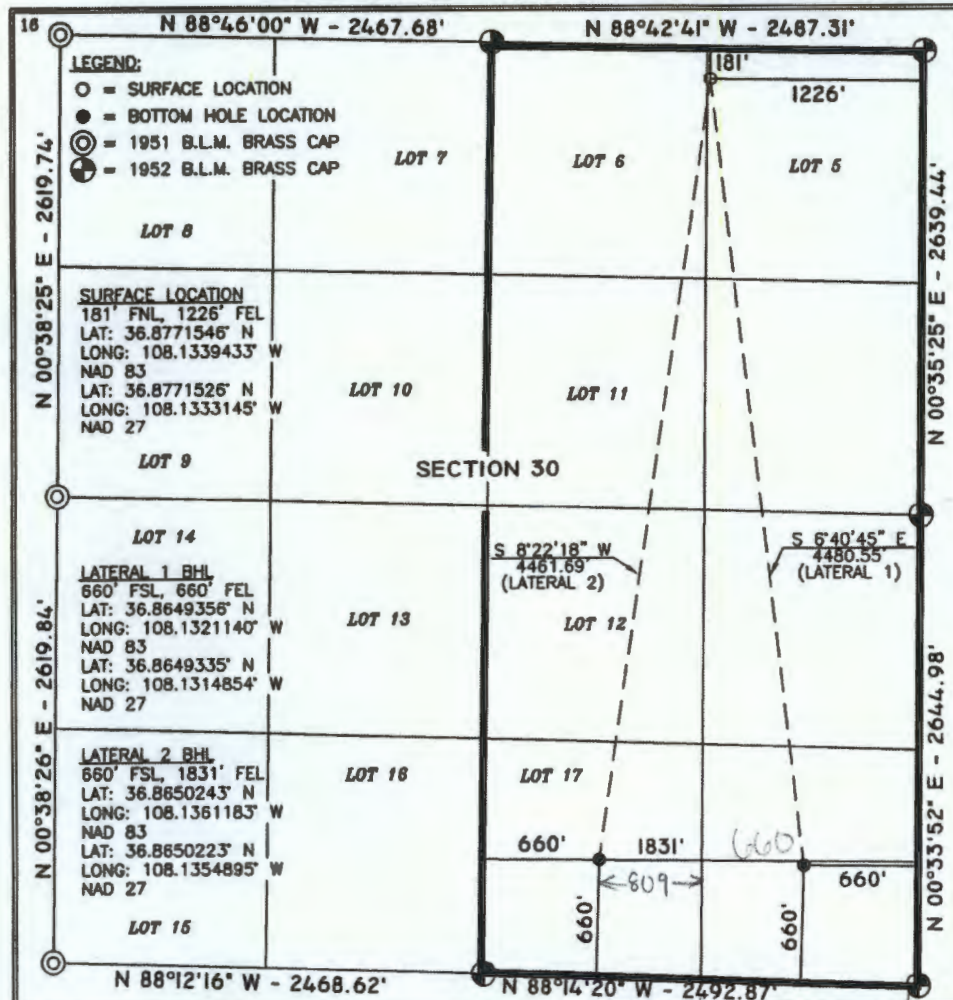 18
N 88°46'00" W - 2467.68'
N 88°42'41" W - 2487.31'
LEGEND:
= SURFACE LOCATION
= BOTTOM HOLE LOCATION
= 1951 B.L.M. BRASS CAP
= 1952 B.L.M. BRASS CAP
181'
1226'
LOT 7
LOT 6
LOT 5
LOT 8
N 00°38'25" E - 2619.74'
N 00°35'25" E - 2639.44'
SURFACE LOCATION
181' FNL, 1226' FEL
LAT: 36.8771546° N
LONG: 108.1339433° W
NAD 83
LAT: 36.8771526° N
LONG: 108.1333145° W
NAD 27
LOT 10
LOT 11
LOT 9
SECTION 30
LOT 14
S 8°22'18" W
4461.69'
(LATERAL 2)
S 6°40'45" E
4480.55'
(LATERAL 1)
LATERAL 1 BHL
660' FSL, 660' FEL
LAT: 36.8649356° N
LONG: 108.1321140° W
NAD 83
LAT: 36.8649335° N
LONG: 108.1314854° W
NAD 27
LOT 13
LOT 12
N 00°38'26" E - 2619.84'
N 00°33'52" E - 2644.98'
LATERAL 2 BHL
660' FSL, 1831' FEL
LAT: 36.8650243° N
LONG: 108.1361183° W
NAD 83
LAT: 36.8650223° N
LONG: 108.1354895° W
NAD 27
LOT 16
LOT 17
660'
1831'
660
660'
809
660'
660'
LOT 15
N 88°12'16" W - 2468.62'
N 88°14'20" W - 2492.87'